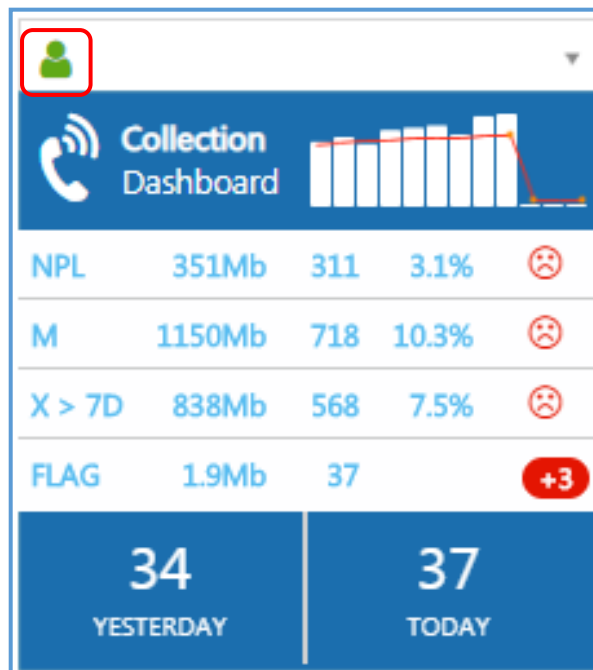 Collection
Dashboard
NPL 351Mb 311 3.1%
M 1150Mb 718 10.3%
X > 7D 838Mb 568 7.5%
FLAG 1.9Mb 37 +3
34 37
YESTERDAY TODAY